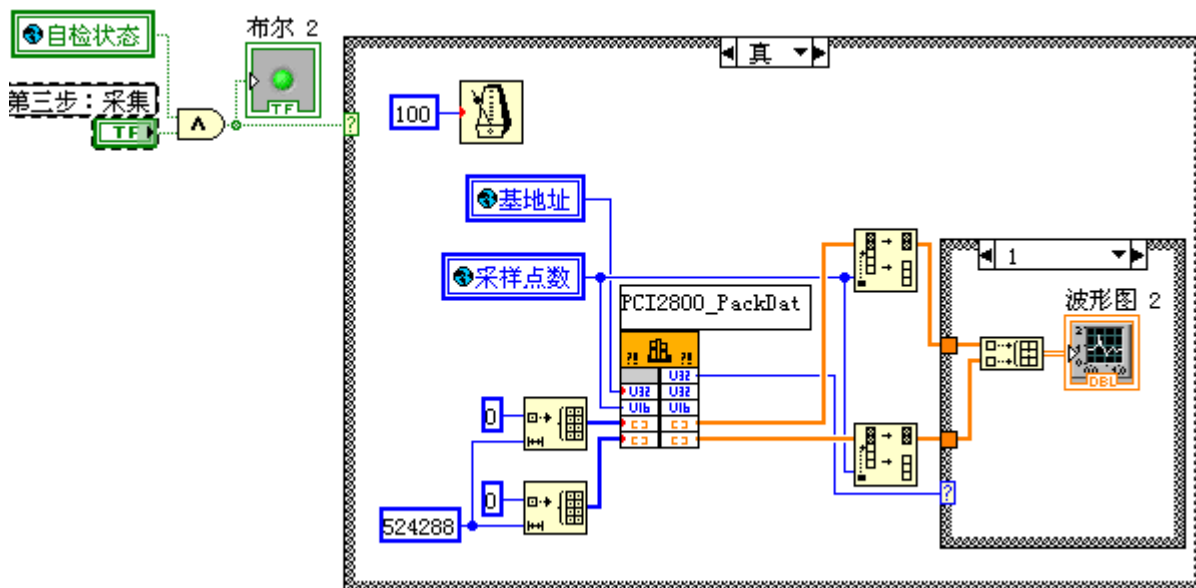 自检状态
布尔 2
第三步：采集
TF
TF
?
真
100
基地址
采样点数
PCI2800_PackDat
?! ?!
U32
U32 U32
U16 U16
0
0
524288
1
波形图 2
DBL
?